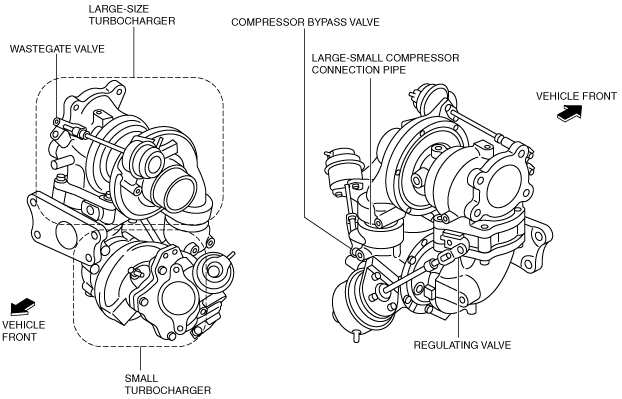 LARGE-SIZE
TURBOCHARGER
WASTEGATE VALVE
COMPRESSOR BYPASS VALVE
LARGE-SMALL COMPRESSOR
CONNECTION PIPE
VEHICLE FRONT
VEHICLE
FRONT
REGULATING VALVE
SMALL
TURBOCHARGER